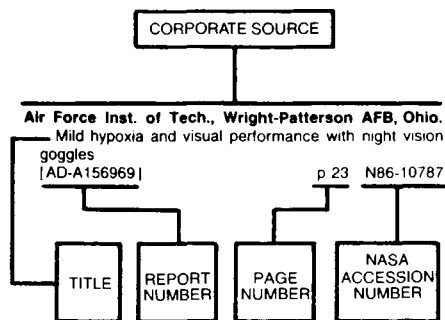 CORPORATE SOURCE
Air Force Inst. of Tech., Wright-Patterson AFB, Ohio.
Mild hypoxia and visual performance with night vision
goggles
[AD-A156969] p 23 N86-10787
TITLE REPORT NUMBER PAGE NUMBER NASA ACCESSION NUMBER